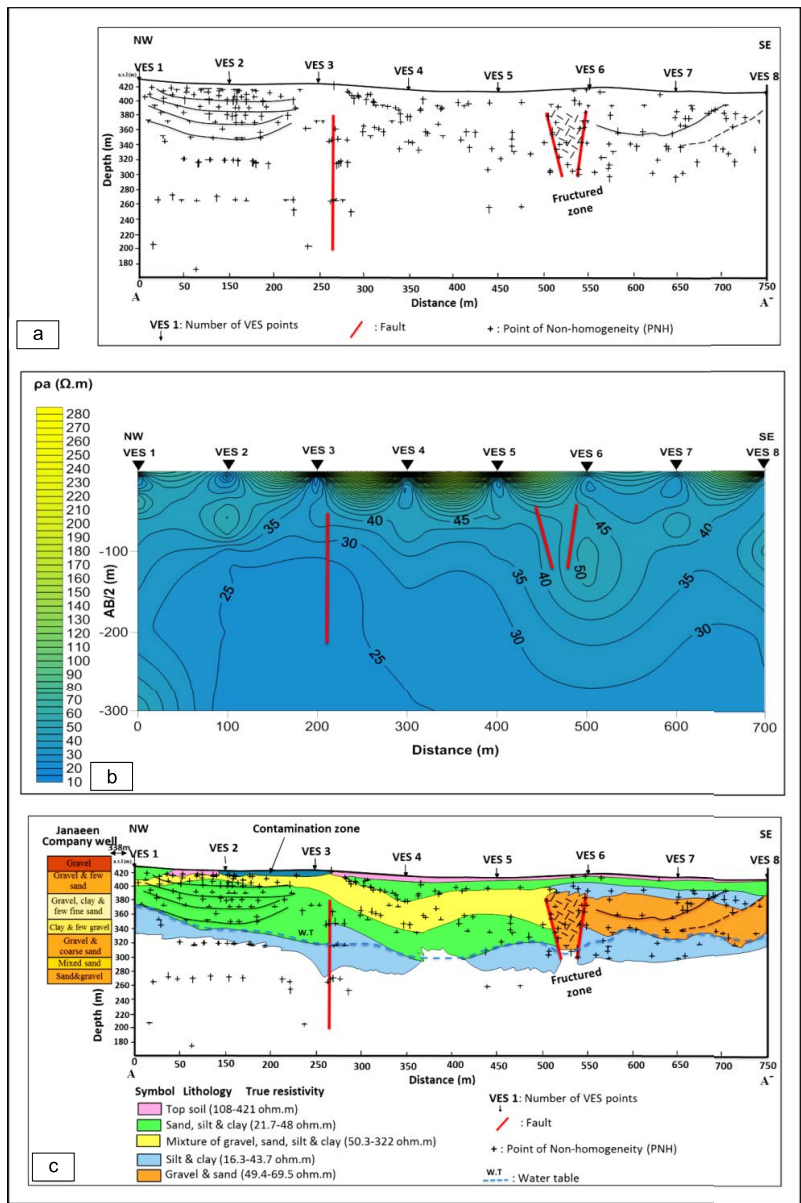 NW SE
VES 1 VES 2 VES 3 VES 4 VES 5 VES 6 VES 7 VES 8
a.s.l (m)
420
400
380
360
340
320
300
280
260
240
220
200
180
Depth (m)
Fructured
zone
0 50 100 150 200 250 300 350 400 450 500 550 600 650 700 750
A Distance (m) A-
VES 1: Number of VES points : Fault + : Point of Non-homogeneity (PNH)
a
ρa (Ω.m)
280
270
260
250
240
230
220
210
200
190
180
170
160
150
140
130
120
110
100
90
80
70
60
50
40
30
20
10
NW SE
VES 1 VES 2 VES 3 VES 4 VES 5 VES 6 VES 7 VES 8
35 40 45 45 40
30 35 40 50 35
25 30 30
25
-100
-200
-300
AB/2 (m)
0 100 200 300 400 500 600 700
Distance (m)
b
Janaeen
Company well
338m
Gravel
Gravel & few
sand
Gravel, clay &
few fine sand
Clay & few gravel
Gravel &
coarse sand
Mixed sand
Sand&gravel
NW Contamination zone SE
VES 1 VES 2 VES 3 VES 4 VES 5 VES 6 VES 7 VES 8
a.s.l (m)
420
400
380
360
340
320
300
280
260
240
220
200
180
160
Depth (m)
W.T
Fructured
zone
0 50 100 150 200 250 300 350 400 450 500 550 600 650 700 750
A Distance (m) A-
Symbol Lithology True resistivity
Top soil (108-421 ohm.m)
Sand, silt & clay (21.7-48 ohm.m)
Mixture of gravel, sand, silt & clay (50.3-322 ohm.m)
Silt & clay (16.3-43.7 ohm.m)
Gravel & sand (49.4-69.5 ohm.m)
VES 1: Number of VES points
: Fault
+ : Point of Non-homogeneity (PNH)
W.T : Water table
c